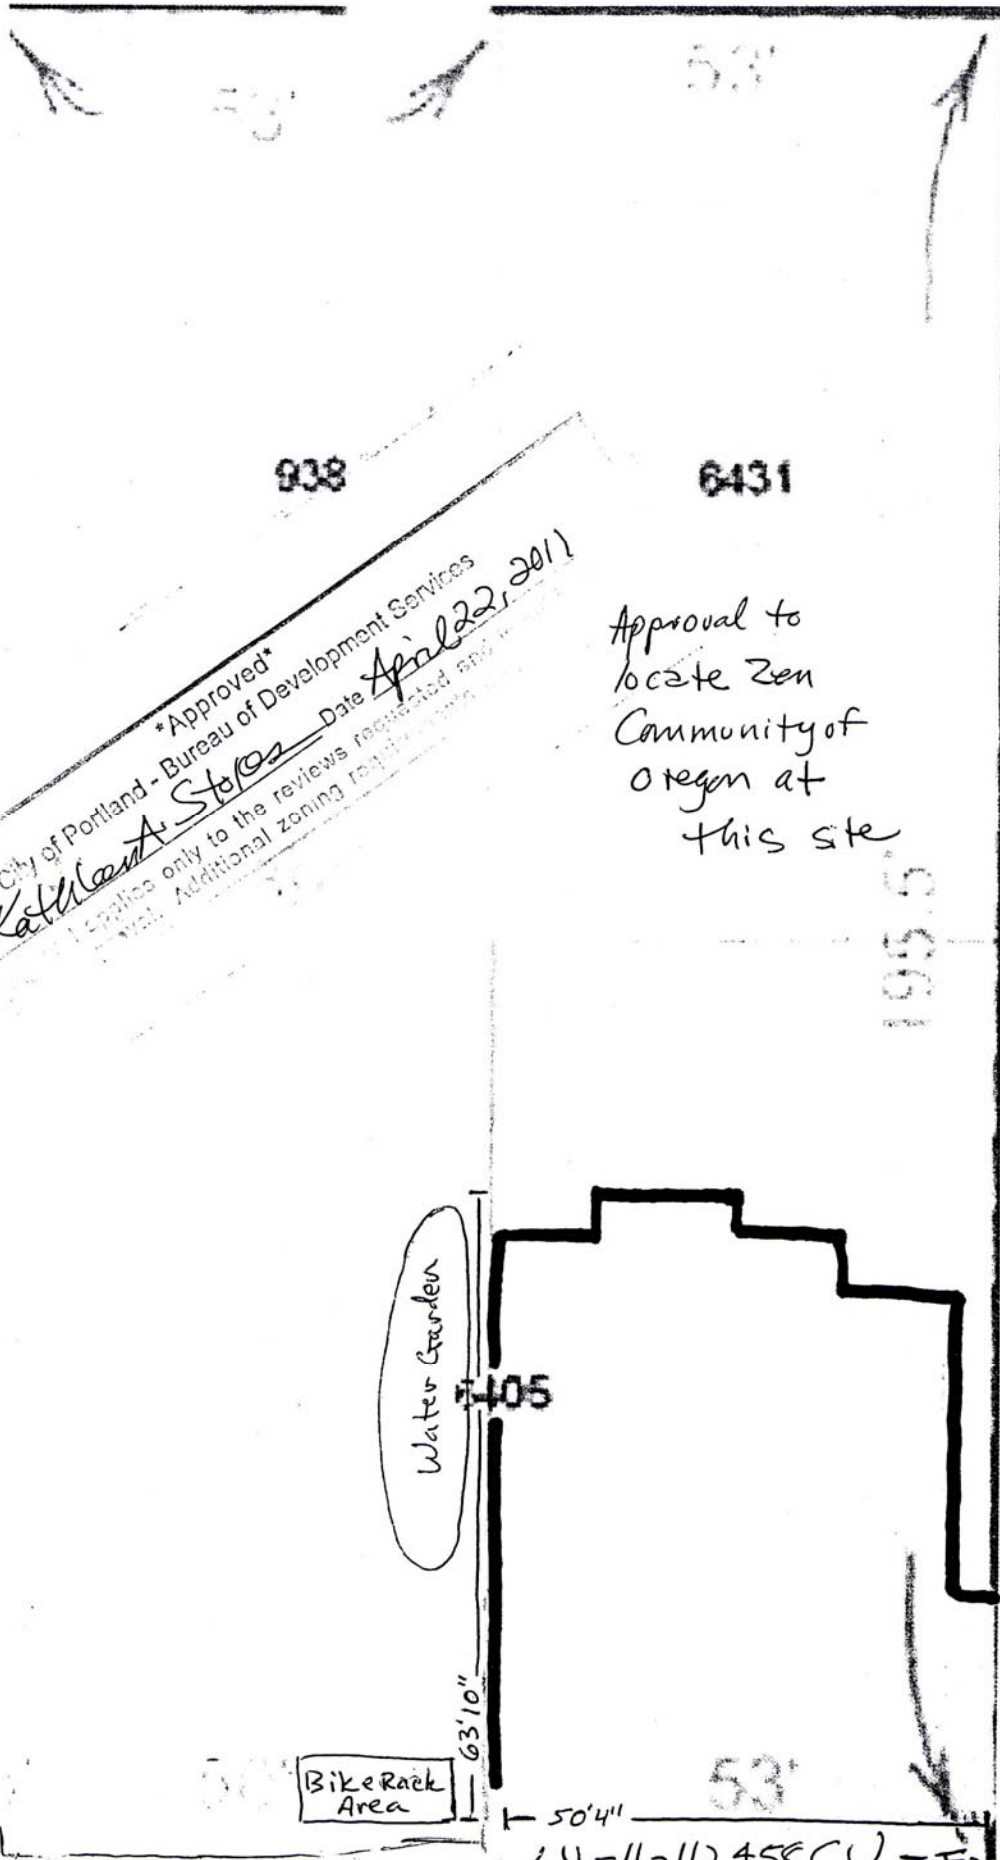 53'
53'
938
6431
*Approved*
City of Portland - Bureau of Development Services
Kathleen A. Stokes Date April 22, 2011
applies only to the reviews requested and
Additional zoning
Approval to
locate Zen
Community of
Oregon at
this site
195.5'
Water Garden
6405
63'10"
Bike Rack
Area
53'
50'4"